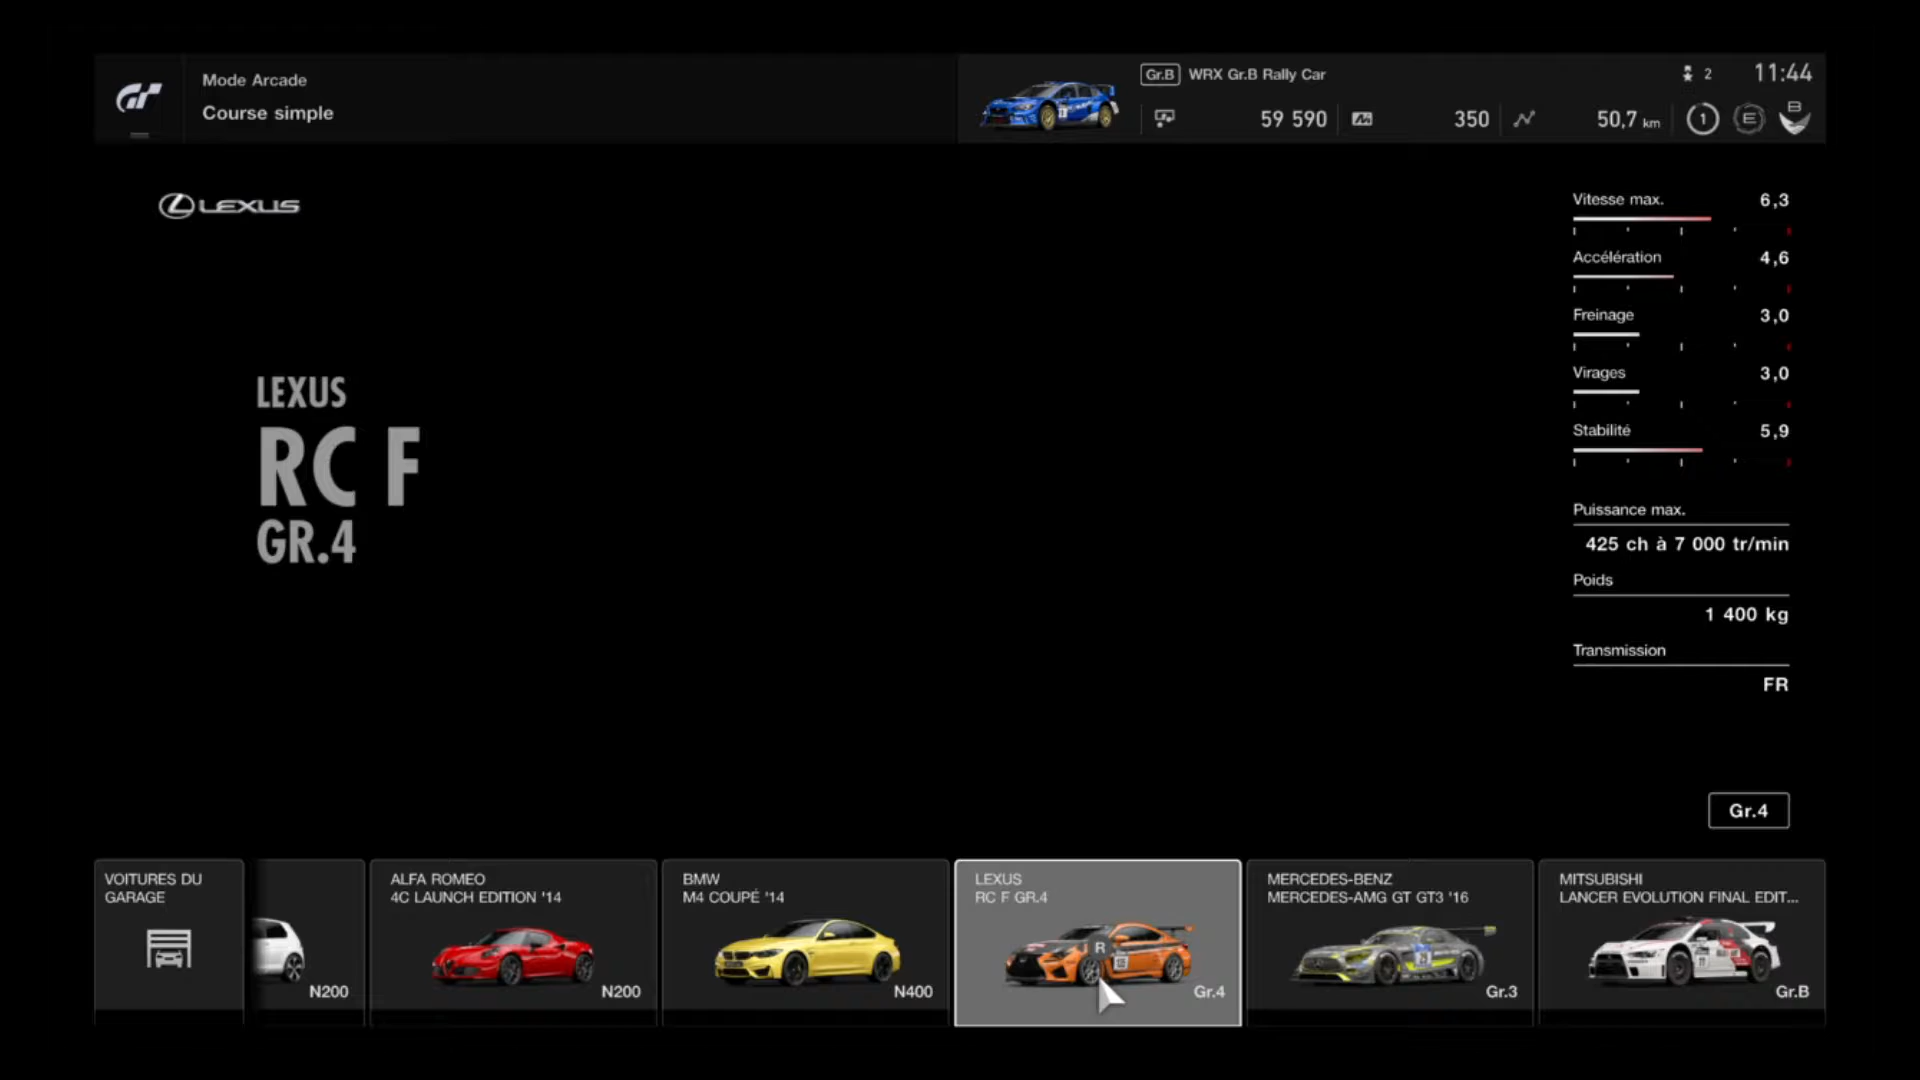 Mode Arcade
Course simple
Gr.B WRX Gr.B Rally Car
2
11:44
59 590
350
50,7 km
1
E
B
LEXUS
LEXUS
RC F
GR.4
Vitesse max. 6,3
Accélération 4,6
Freinage 3,0
Virages 3,0
Stabilité 5,9
Puissance max.
425 ch à 7 000 tr/min
Poids
1 400 kg
Transmission
FR
Gr.4
VOITURES DU
GARAGE
N200
ALFA ROMEO
4C LAUNCH EDITION '14
N200
BMW
M4 COUPÉ '14
N400
LEXUS
RC F GR.4
R
Gr.4
MERCEDES-BENZ
MERCEDES-AMG GT GT3 '16
Gr.3
MITSUBISHI
LANCER EVOLUTION FINAL EDIT...
Gr.B